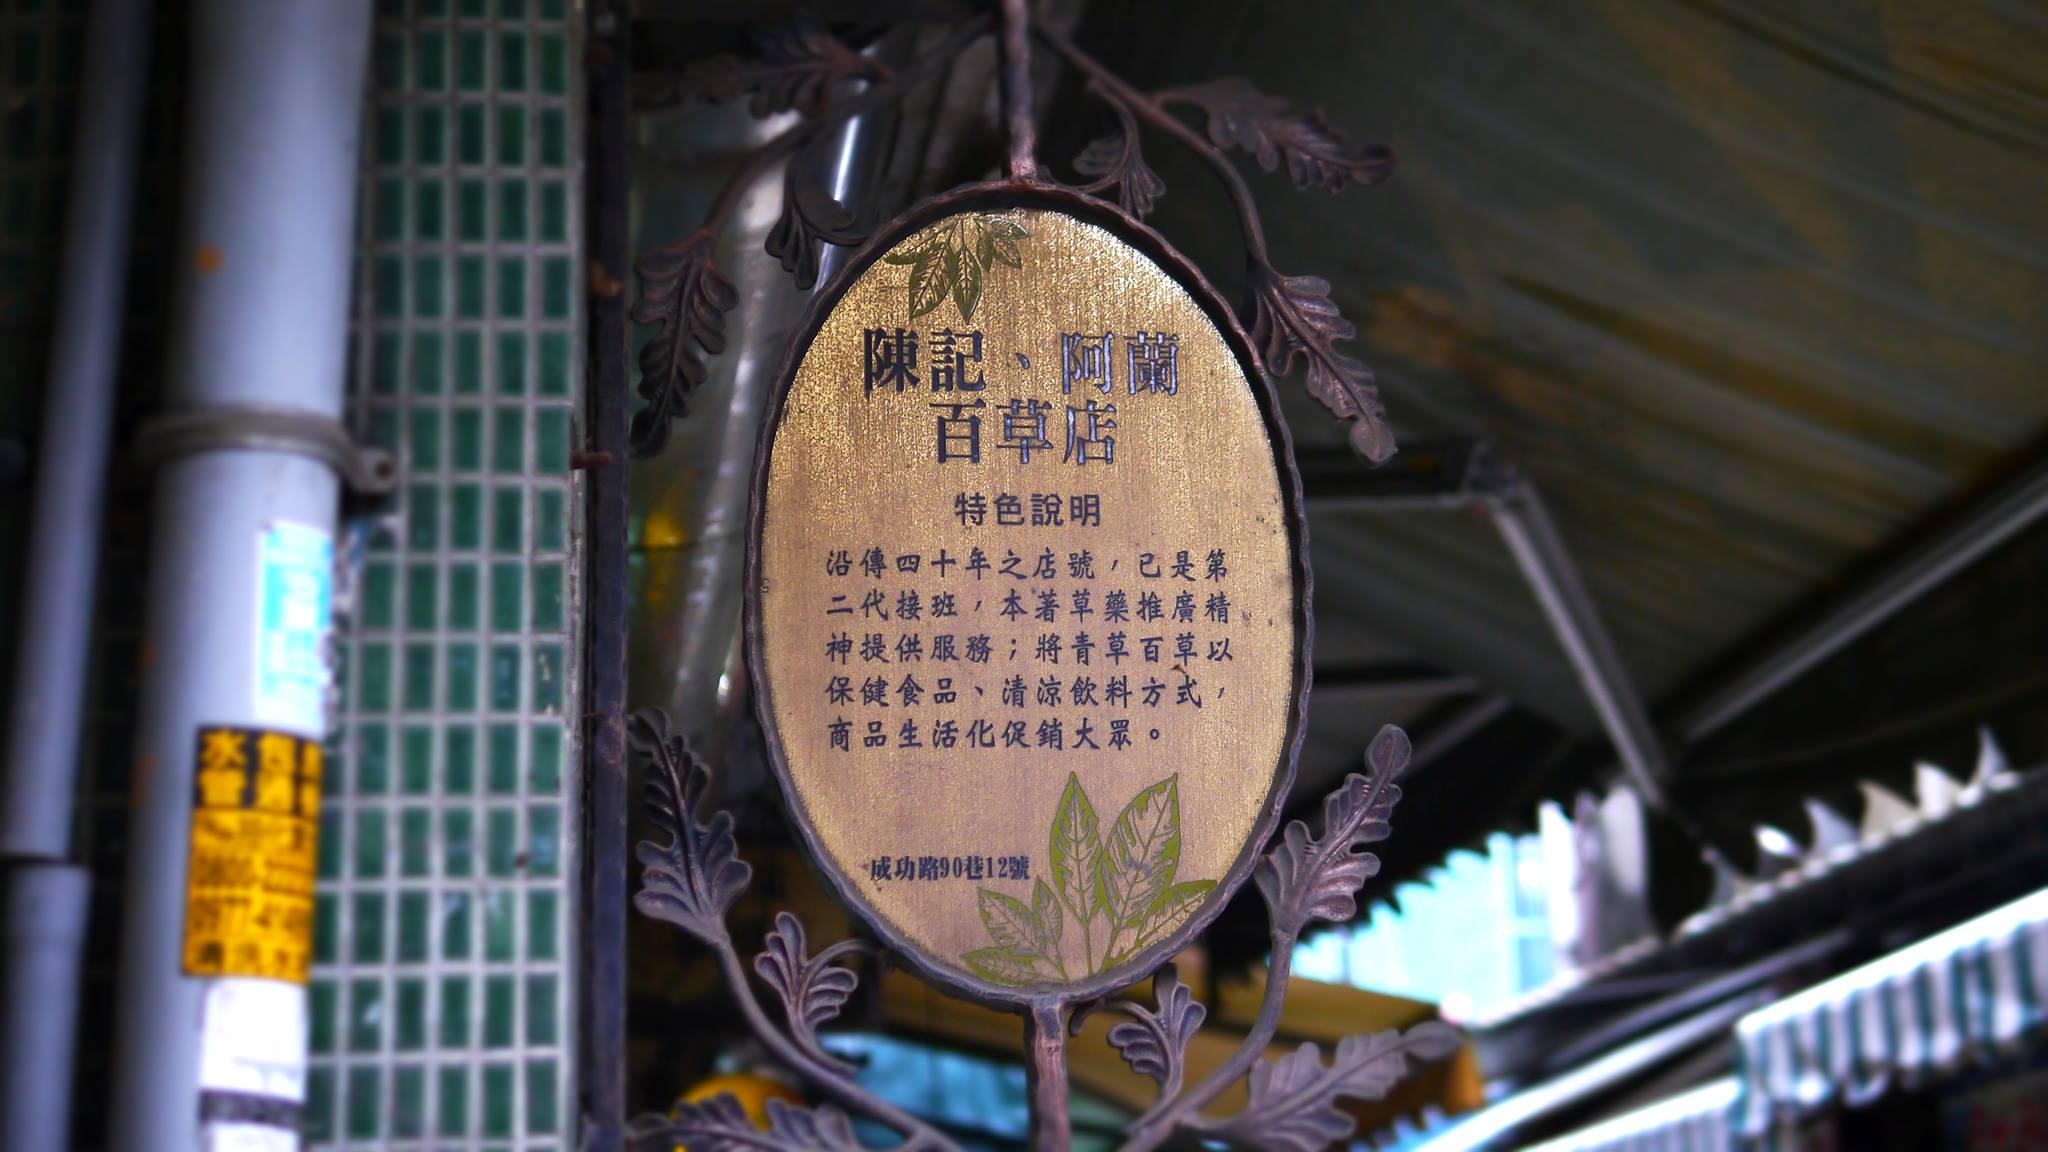 陳記、阿蘭
百草店
特色說明
沿傳四十年之店號，已是第
二代接班，本著草藥推廣精
神提供服務；將青草百草以
保健食品、清涼飲料方式，
商品生活化促銷大眾。
成功路90巷12號
水